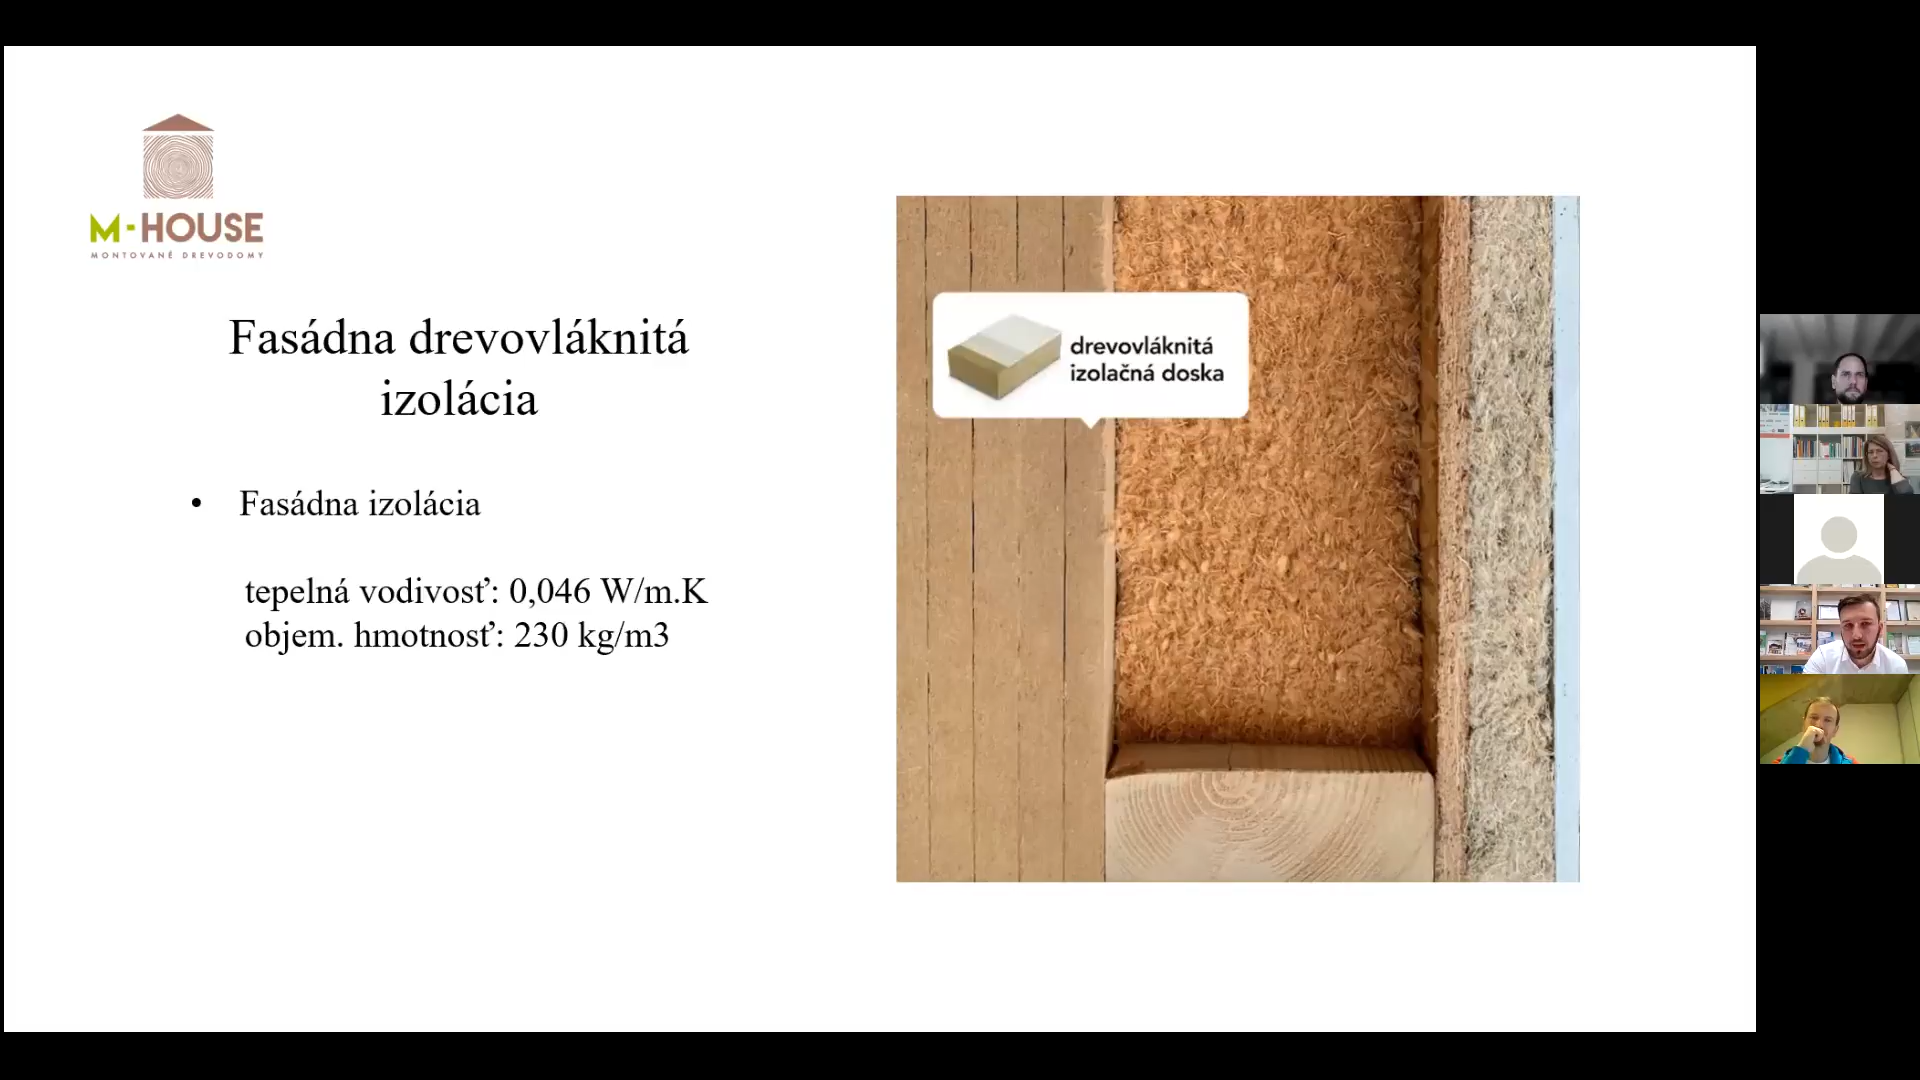 M-HOUSE
MONTOVANÉ DREVODOMY
Fasádna drevovláknitá
izolácia
• Fasádna izolácia
tepelná vodivosť: 0,046 W/m.K
objem. hmotnosť: 230 kg/m3
drevovláknitá
izolačná doska